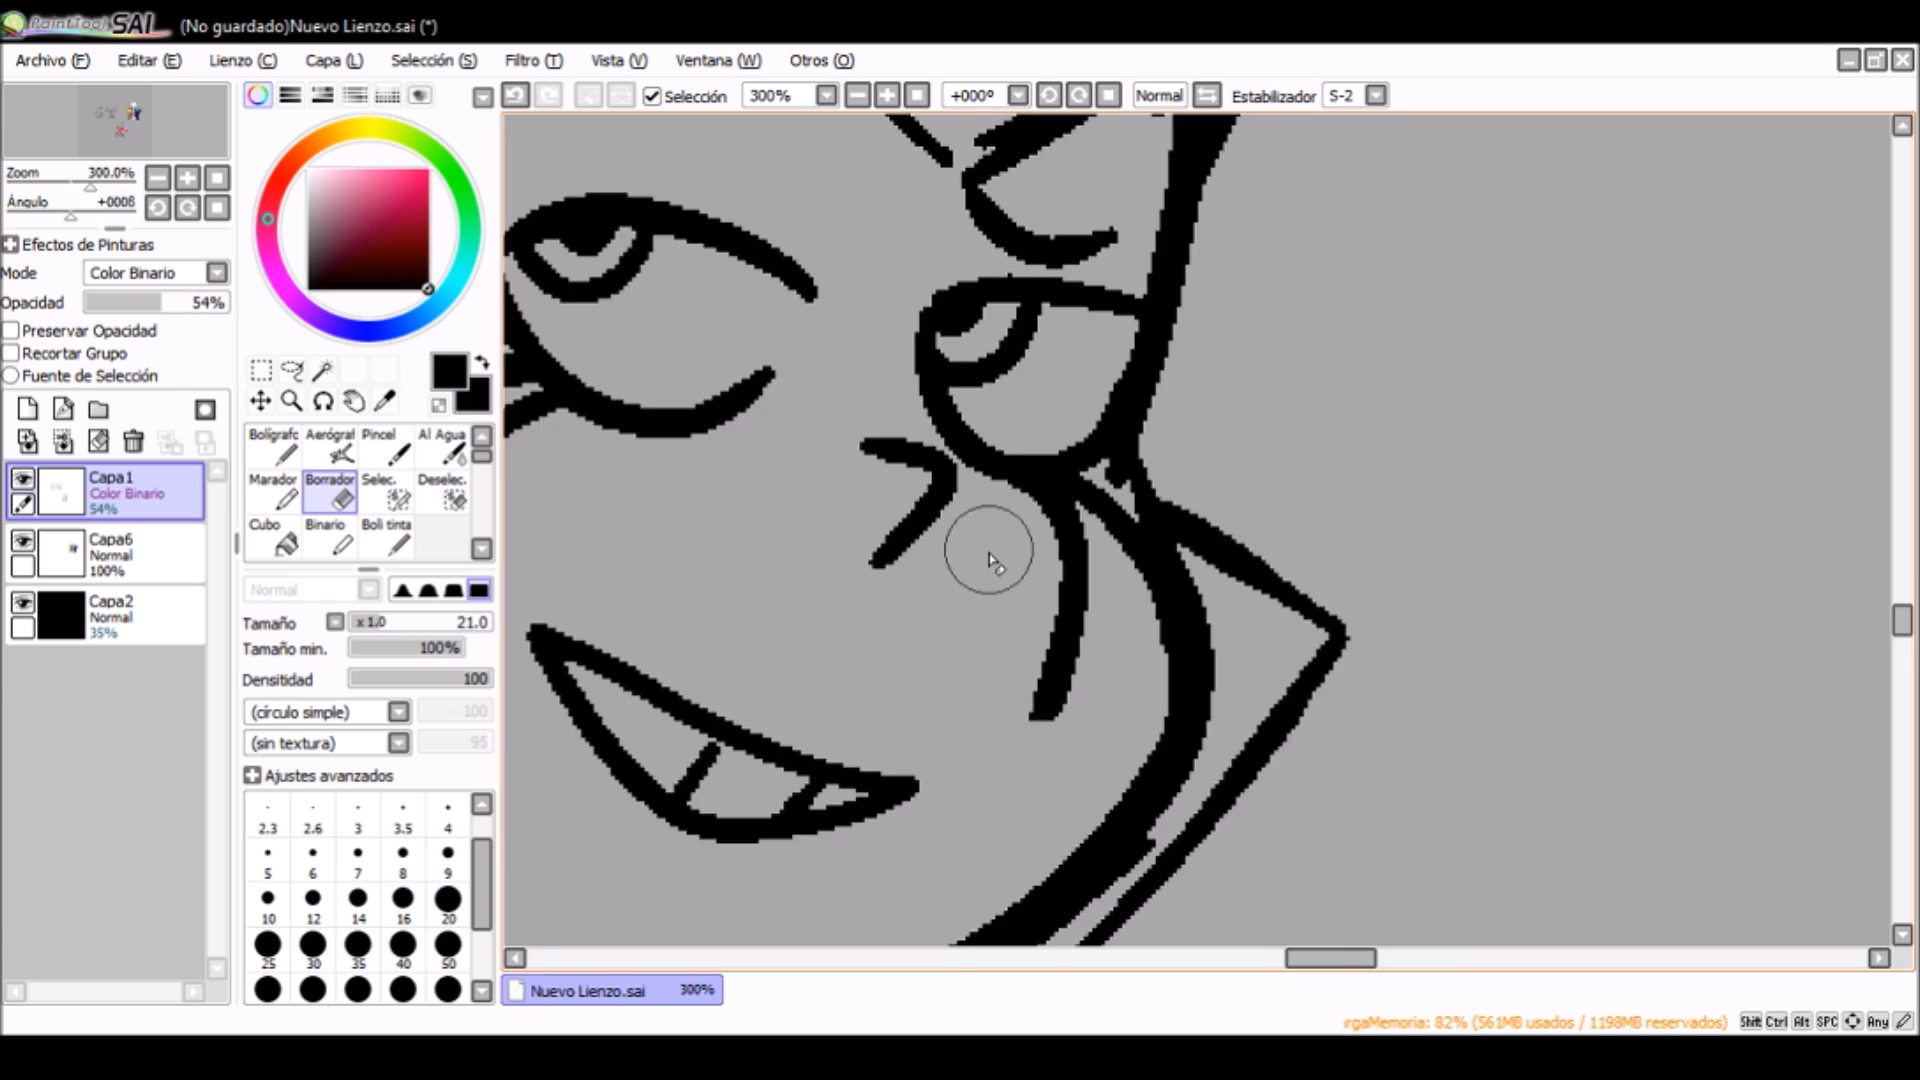 PaintTool SAI (No guardado)Nuevo Lienzo.sai (*)
Archivo (F) Editar (E) Lienzo (C) Capa (L) Selección (S) Filtro (T) Vista (V) Ventana (W) Otros (O)
Selección 300% +000º Normal Estabilizador S-2
Zoom 300.0%
Ángulo +000ß
Efectos de Pinturas
Mode Color Binario
Opacidad 54%
Preservar Opacidad
Recortar Grupo
Fuente de Selección
Capa1
Color Binario
54%
Capa6
Normal
100%
Capa2
Normal
35%
Bolígrafc Aerógraf Pincel Al Agua
Marador Borrador Selec. Deselec.
Cubo Binario Boli tinta
Normal
Tamaño x 1.0 21.0
Tamaño min. 100%
Densitidad 100
(círculo simple) 100
(sin textura) 95
Ajustes avanzados
2.3 2.6 3 3.5 4
5 6 7 8 9
10 12 14 16 20
25 30 35 40 50
Nuevo Lienzo.sai 300%
rgaMemoria: 82% (561MB usados / 1198MB reservados) Shift Ctrl Alt SPC Any